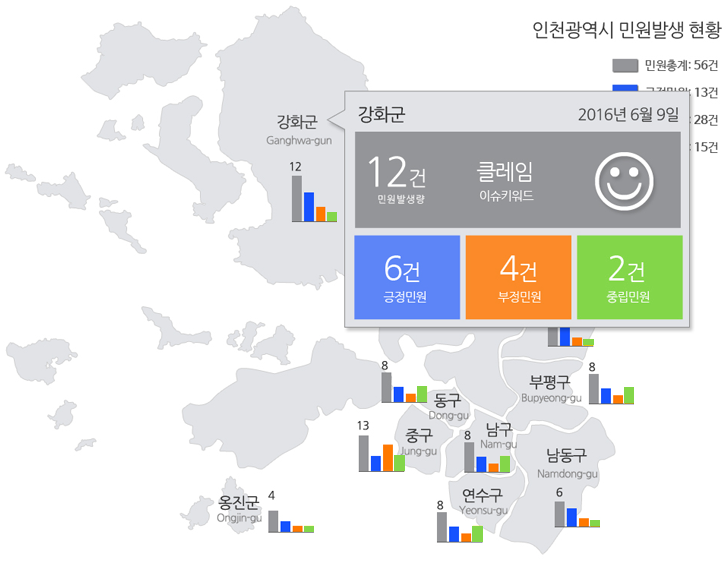 인천광역시 민원발생 현황
민원총계: 56건
13건
28건
15건
강화군
Ganghwa-gun
12
강화군
2016년 6월 9일
12건
민원발생량
클레임
이슈키워드
6건
긍정민원
4건
부정민원
2건
중립민원
8
동구
Dong-gu
부평구
Bupyeong-gu
8
13
중구
Jung-gu
남구
Nam-gu
8
남동구
Namdong-gu
6
연수구
Yeonsu-gu
8
옹진군
Ongjin-gu
4